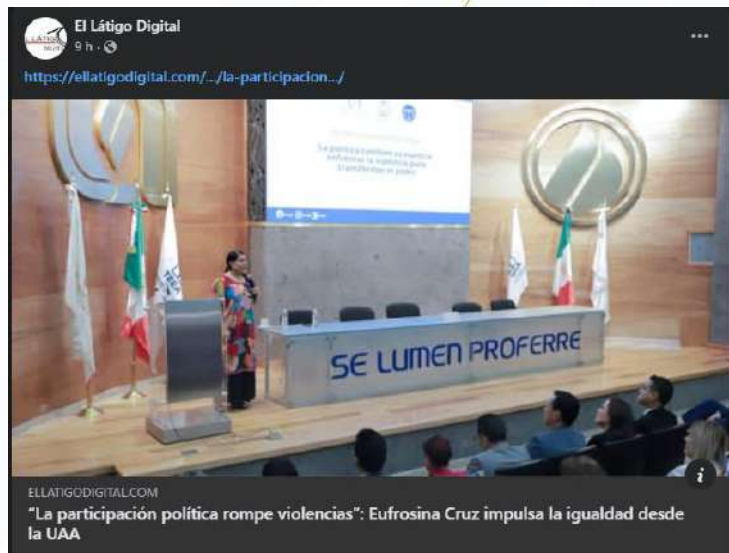 El Látigo Digital
9 h
https://ellatigodigital.com/.../la-participacion.../
SE LUMEN PROFERRE
ELLATIGODIGITAL.COM
“La participación política rompe violencias”: Eufrosina Cruz impulsa la igualdad desde
la UAA